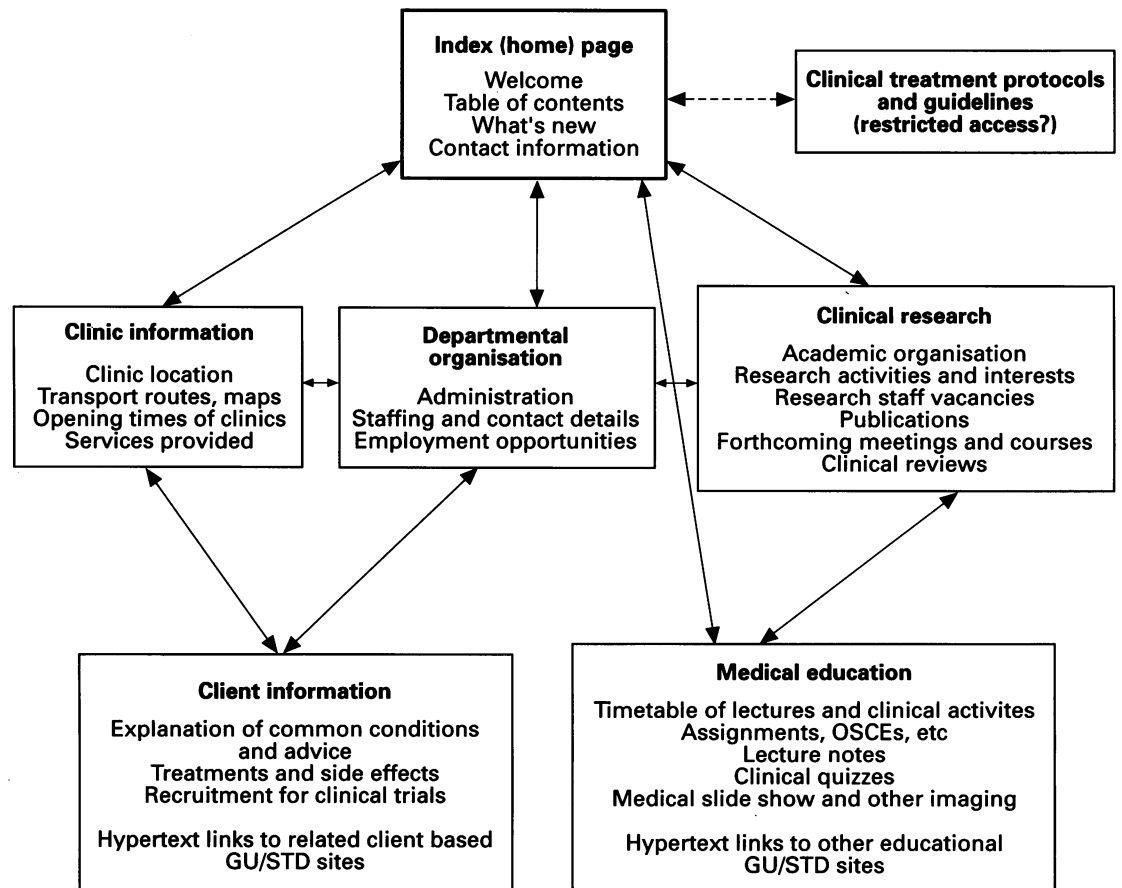 Index (home) page
Welcome
Table of contents
What's new
Contact information
Clinical treatment protocols
and guidelines
(restricted access?)
Clinic information
Clinic location
Transport routes, maps
Opening times of clinics
Services provided
Departmental
organisation
Administration
Staffing and contact details
Employment opportunities
Clinical research
Academic organisation
Research activities and interests
Research staff vacancies
Publications
Forthcoming meetings and courses
Clinical reviews
Client information
Explanation of common conditions
and advice
Treatments and side effects
Recruitment for clinical trials
Hypertext links to related client based
GU/STD sites
Medical education
Timetable of lectures and clinical activites
Assignments, OSCEs, etc
Lecture notes
Clinical quizzes
Medical slide show and other imaging
Hypertext links to other educational
GU/STD sites